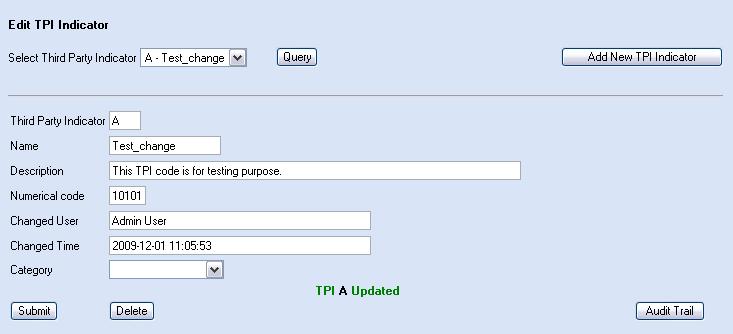 Edit TPI Indicator
Select Third Party Indicator A - Test_change Query Add New TPI Indicator
Third Party Indicator A
Name Test_change
Description This TPI code is for testing purpose.
Numerical code 10101
Changed User Admin User
Changed Time 2009-12-01 11:05:53
Category
TPI A Updated
Submit Delete Audit Trail